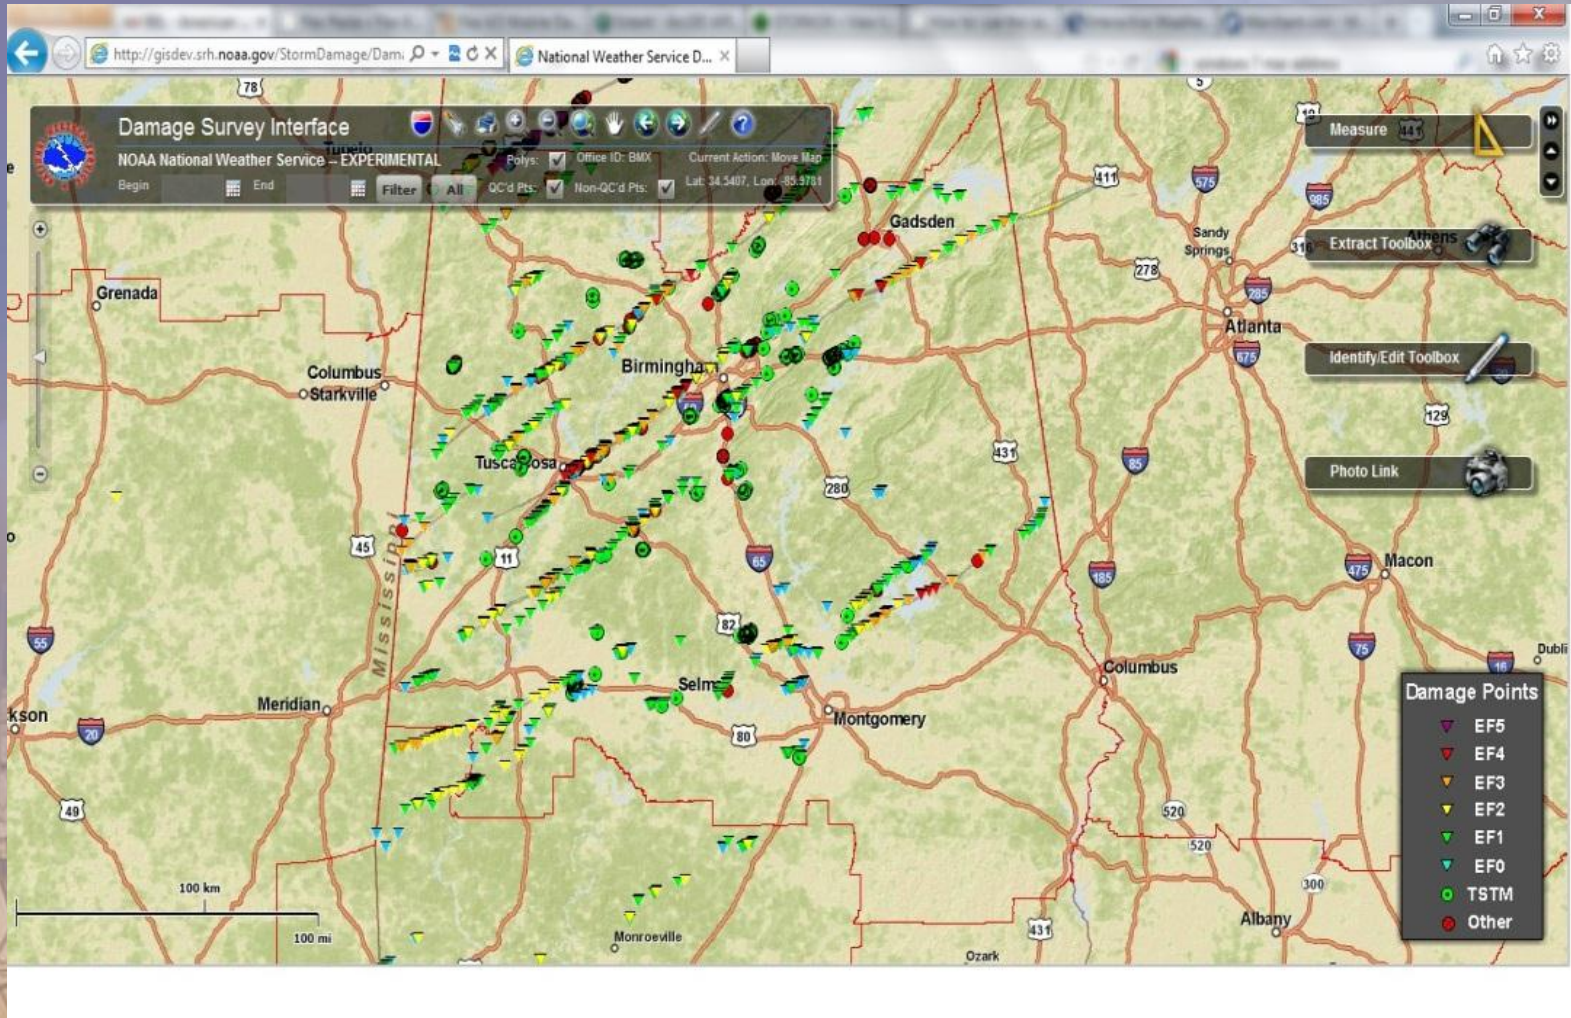 http://gisdev.srh.noaa.gov/StormDamage/Dam
National Weather Service D...
78
5
Damage Survey Interface
NOAA National Weather Service – EXPERIMENTAL
Polys:
Office ID: BMX
Current Action: Move Map
Begin
End
Filter
All
QC'd Pts:
Non-QC'd Pts:
Lat: 34.5407, Lon: -85.9781
Tupelo
Measure
441
411
575
985
Gadsden
Sandy
Springs
316
Extract Toolbox
Athens
278
285
Grenada
Atlanta
675
Identify/Edit Toolbox
Birmingham
Columbus
Starkville
129
431
85
Tuscaloosa
Photo Link
280
45
11
65
Mississippi
185
475
Macon
82
55
75
16
Dubli
Columbus
Selma
Meridian
kson
20
Montgomery
80
Damage Points
EF5
EF4
EF3
EF2
EF1
EF0
TSTM
Other
49
520
520
300
100 km
100 mi
Monroeville
431
Albany
Ozark